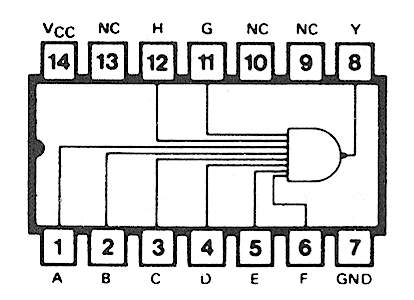 VCC NC H G NC NC Y
14 13 12 11 10 9 8
1 2 3 4 5 6 7
A B C D E F GND